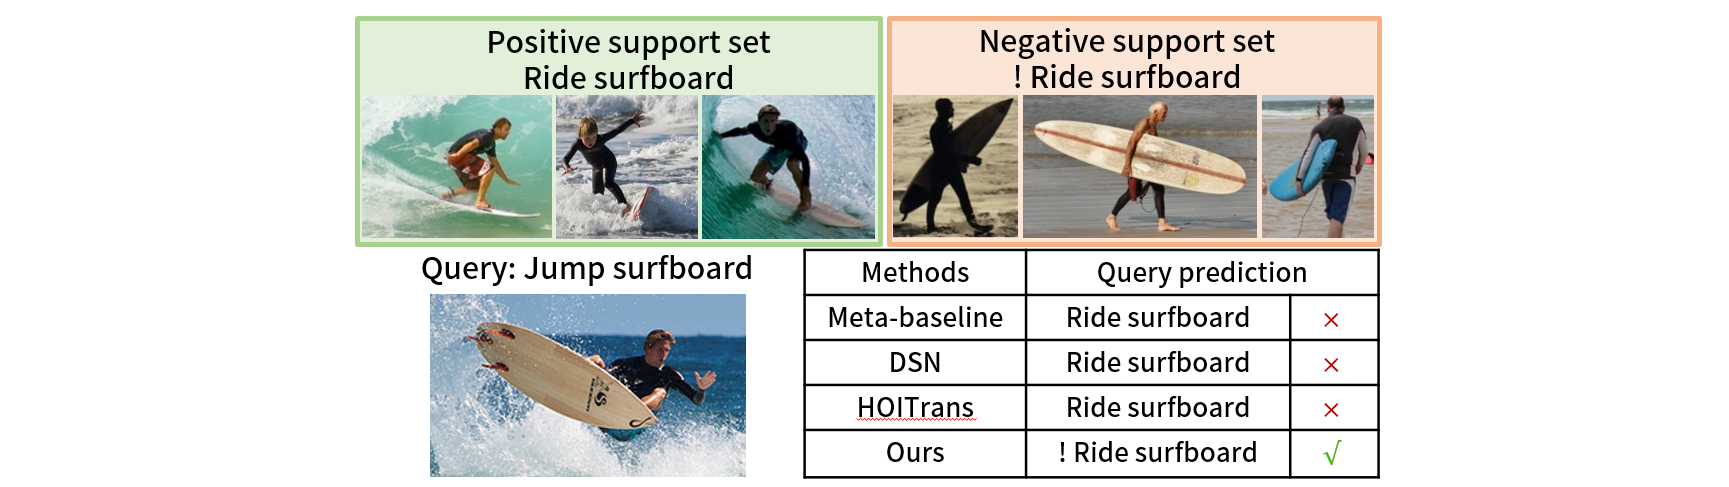 Positive support set
Ride surfboard
Negative support set
! Ride surfboard
Query: Jump surfboard
Methods Query prediction
Meta-baseline Ride surfboard ×
DSN Ride surfboard ×
HOITrans Ride surfboard ×
Ours ! Ride surfboard √